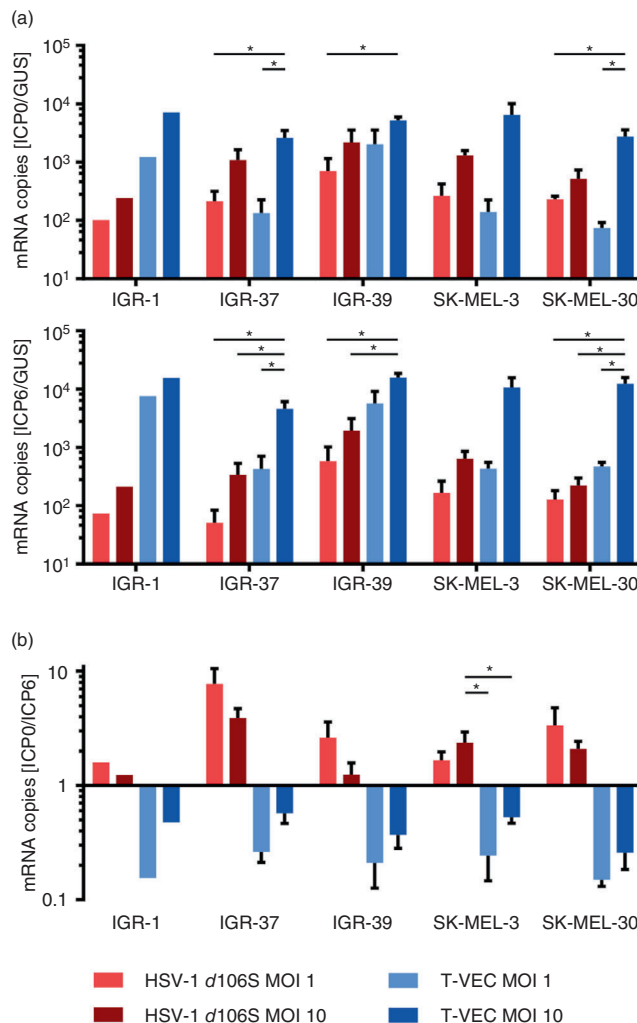 (a)
mRNA copies [ICP0/GUS]
10⁵
10⁴
10³
10²
10¹
* * *
* *
IGR-1 IGR-37 IGR-39 SK-MEL-3 SK-MEL-30
mRNA copies [ICP6/GUS]
10⁵
10⁴
10³
10²
10¹
* * *
* * *
* *
IGR-1 IGR-37 IGR-39 SK-MEL-3 SK-MEL-30
(b)
mRNA copies [ICP0/ICP6]
10
1
0.1
*
*
IGR-1 IGR-37 IGR-39 SK-MEL-3 SK-MEL-30
HSV-1 d106S MOI 1 T-VEC MOI 1
HSV-1 d106S MOI 10 T-VEC MOI 10